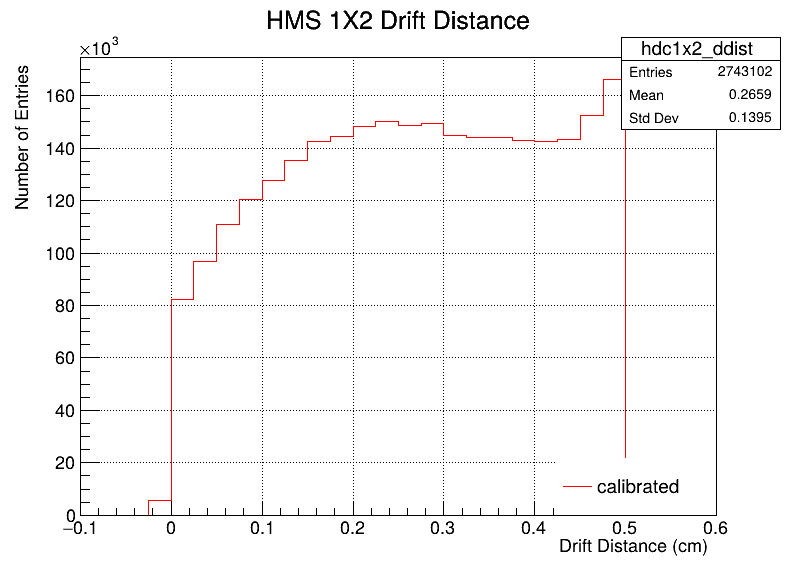 HMS 1X2 Drift Distance
×10³
hdc1x2_ddist
Entries 2743102
Mean 0.2659
Std Dev 0.1395
Number of Entries
160
140
120
100
80
60
40
20
0
calibrated
−0.1 0 0.1 0.2 0.3 0.4 0.5 0.6
Drift Distance (cm)